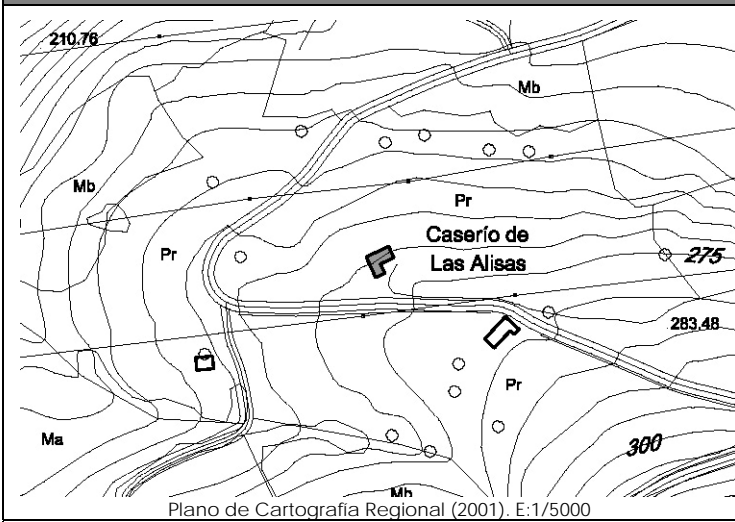 210.76
Mb
Mb
Pr
Caserío de
Las Alisas
Pr
275
283.48
Pr
Ma
300
Mb
Plano de Cartografía Regional (2001). E:1/5000